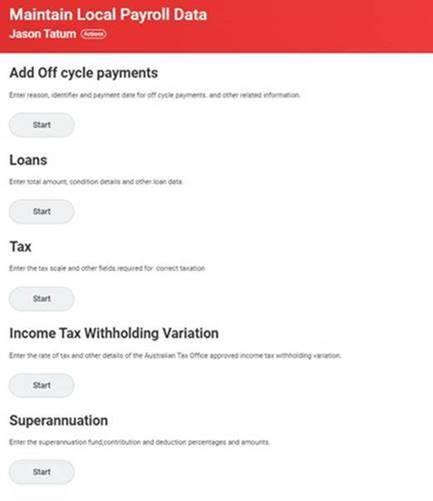 Maintain Local Payroll Data
Jason Tatum Actions
Add Off cycle payments
Enter reason, identifier and payment date for off cycle payments. and other related information.
Start
Loans
Enter total amount, condition details and other loan data.
Start
Tax
Enter the tax scale and other fields required for correct taxation
Start
Income Tax Withholding Variation
Enter the rate of tax and other details of the Australian Tax Office approved income tax withholding variation.
Start
Superannuation
Enter the superannuation fund,contribution and deduction percentages and amounts.
Start